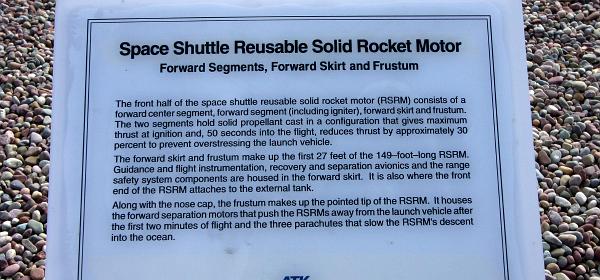 Space Shuttle Reusable Solid Rocket Motor
Forward Segments, Forward Skirt and Frustum
The front half of the space shuttle reusable solid rocket motor (RSRM) consists of a
forward center segment, forward segment (including igniter), forward skirt and frustum.
The two segments hold solid propellant cast in a configuration that gives maximum
thrust at ignition and, 50 seconds into the flight, reduces thrust by approximately 30
percent to prevent overstressing the launch vehicle.
The forward skirt and frustum make up the first 27 feet of the 149–foot–long RSRM.
Guidance and flight instrumentation, recovery and separation avionics and the range
safety system components are housed in the forward skirt. It is also where the front
end of the RSRM attaches to the external tank.
Along with the nose cap, the frustum makes up the pointed tip of the RSRM. It houses
the forward separation motors that push the RSRMs away from the launch vehicle after
the first two minutes of flight and the three parachutes that slow the RSRM's descent
into the ocean.
ATK